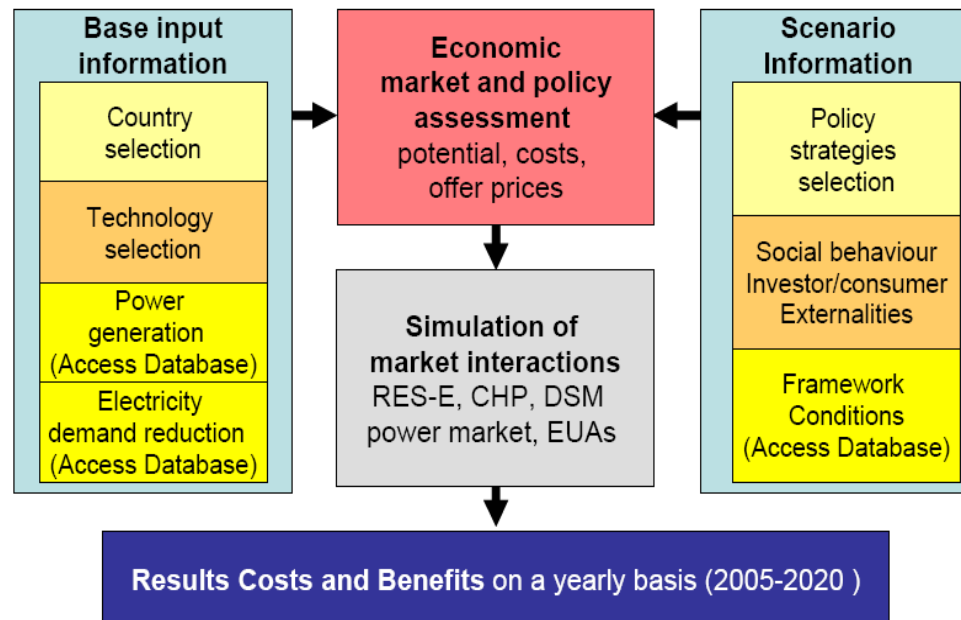 Base input
information
Country
selection
Technology
selection
Power
generation
(Access Database)
Electricity
demand reduction
(Access Database)
Economic
market and policy
assessment
potential, costs,
offer prices
Simulation of
market interactions
RES-E, CHP, DSM
power market, EUAs
Scenario
Information
Policy
strategies
selection
Social behaviour
Investor/consumer
Externalities
Framework
Conditions
(Access Database)
Results Costs and Benefits on a yearly basis (2005-2020 )